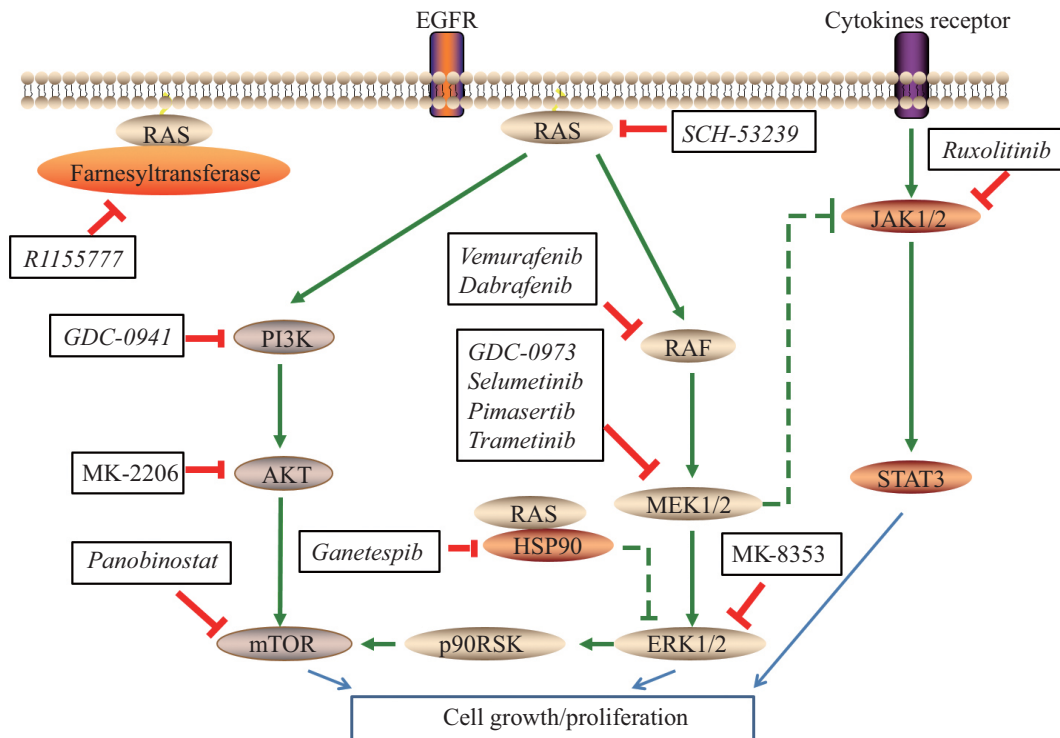 EGFR
Cytokines receptor
RAS
Farnesyltransferase
R1155777
RAS
SCH-53239
Ruxolitinib
JAK1/2
Vemurafenib
Dabrafenib
GDC-0941
PI3K
RAF
GDC-0973
Selumetinib
Pimasertib
Trametinib
MK-2206
AKT
STAT3
MEK1/2
RAS
HSP90
Ganetespib
MK-8353
Panobinostat
mTOR
p90RSK
ERK1/2
Cell growth/proliferation